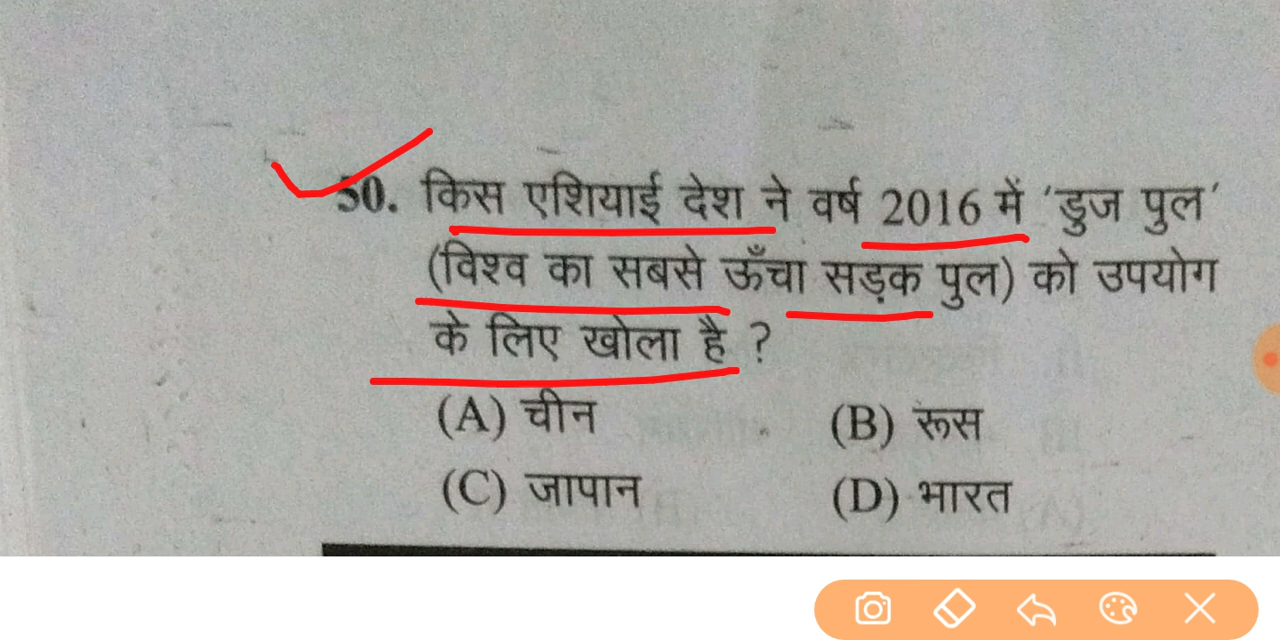 50. किस एशियाई देश ने वर्ष 2016 में ‘डुज पुल’
(विश्व का सबसे ऊँचा सड़क पुल) को उपयोग
के लिए खोला है ?
(A) चीन (B) रूस
(C) जापान (D) भारत